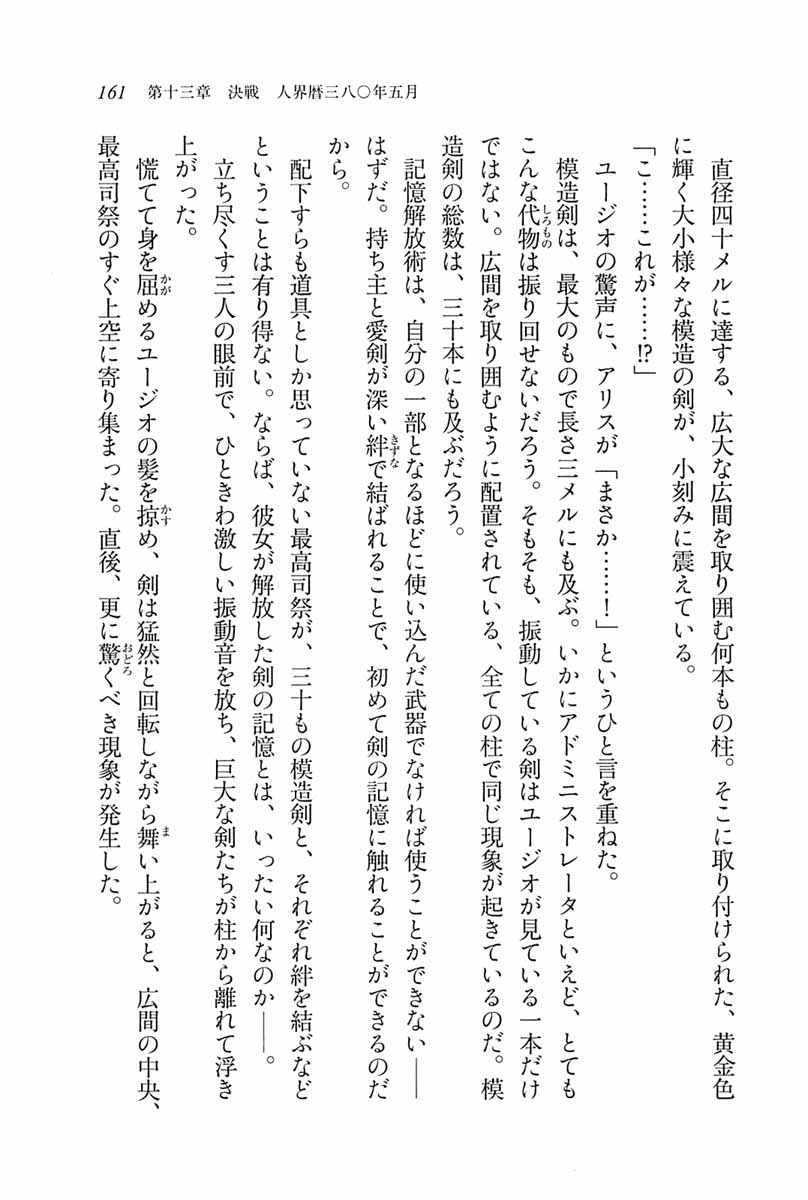 161 第十三章 決戦 人界暦三八〇年五月
直径四十メルに達する、広大な広間を取り囲む何本もの柱。そこに取り付けられた、黄金色
に輝く大小様々な模造の剣が、小刻みに震えている。
「こ……これが……!?」
ユージオの驚声に、アリスが「まさか……！」というひと言を重ねた。
模造剣は、最大のもので長さ三メルにも及ぶ。いかにアドミニストレータといえど、とても
こんな代物しろものは振り回せないだろう。そもそも、振動している剣はユージオが見ている一本だけ
ではない。広間を取り囲むように配置されている、全ての柱で同じ現象が起きているのだ。模
造剣の総数は、三十本にも及ぶだろう。
記憶解放術は、自分の一部となるほどに使い込んだ武器でなければ使うことができない――
はずだ。持ち主と愛剣が深い絆きずなで結ばれることで、初めて剣の記憶に触れることができるのだ
から。
配下すらも道具としか思っていない最高司祭が、三十もの模造剣と、それぞれ絆を結ぶなど
ということは有り得ない。ならば、彼女が解放した剣の記憶とは、いったい何なのか――。
立ち尽くす三人の眼前で、ひときわ激しい振動音を放ち、巨大な剣たちが柱から離れて浮き
上がった。
慌てて身を屈かがめるユージオの髪を掠かすめ、剣は猛然と回転しながら舞まい上がると、広間の中央、
最高司祭のすぐ上空に寄り集まった。直後、更に驚おどろくべき現象が発生した。